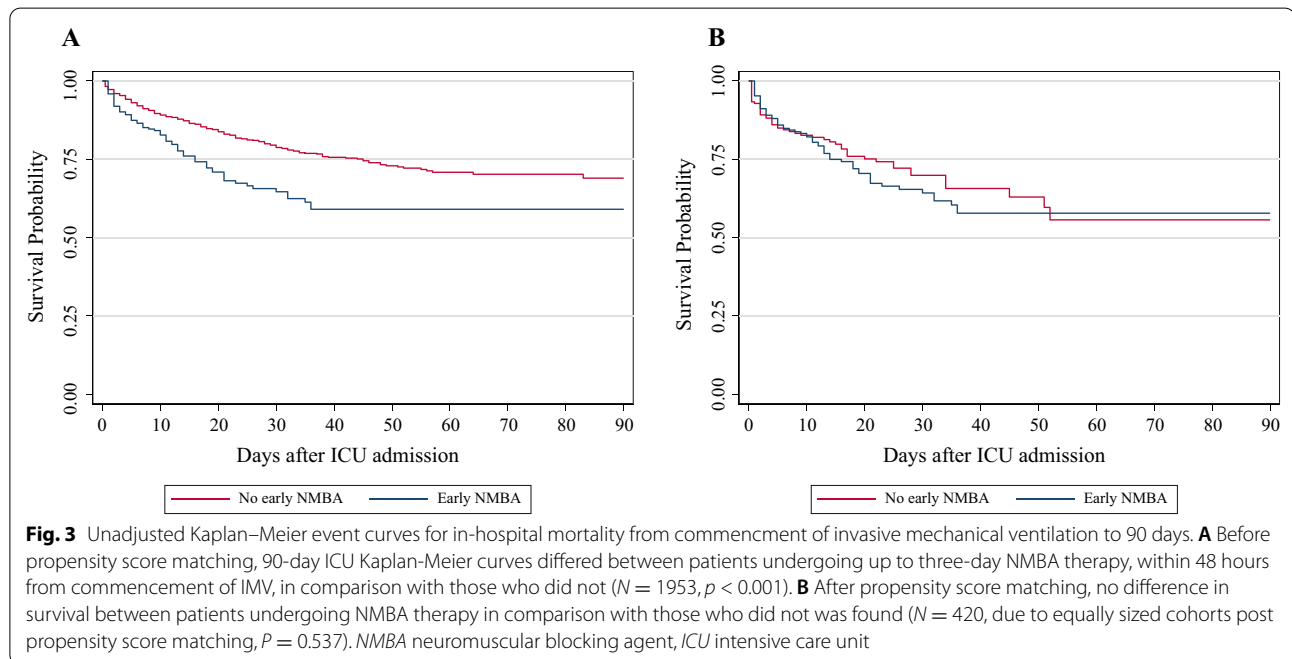 A
B
1.00
0.75
0.50
0.25
0.00
Survival Probability
0 10 20 30 40 50 60 70 80 90
Days after ICU admission
No early NMBA Early NMBA
1.00
0.75
0.50
0.25
0.00
Survival Probability
0 10 20 30 40 50 60 70 80 90
Days after ICU admission
No early NMBA Early NMBA
Fig. 3 Unadjusted Kaplan–Meier event curves for in-hospital mortality from commencment of invasive mechanical ventilation to 90 days. A Before
propensity score matching, 90-day ICU Kaplan-Meier curves differed between patients undergoing up to three-day NMBA therapy, within 48 hours
from commencement of IMV, in comparison with those who did not (N = 1953, p < 0.001). B After propensity score matching, no difference in
survival between patients undergoing NMBA therapy in comparison with those who did not was found (N = 420, due to equally sized cohorts post
propensity score matching, P = 0.537). NMBA neuromuscular blocking agent, ICU intensive care unit